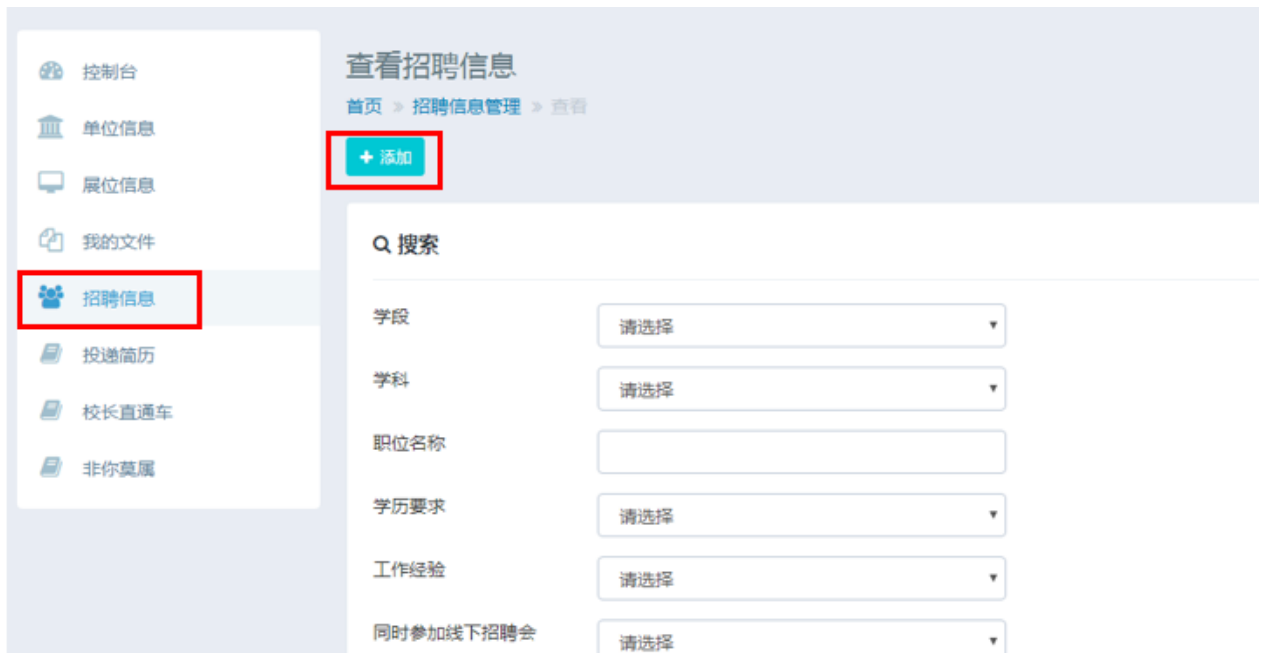 控制台
单位信息
展位信息
我的文件
招聘信息
投递简历
校长直通车
非你莫属
查看招聘信息
首页 » 招聘信息管理 » 查看
+ 添加
搜索
学段 请选择
学科 请选择
职位名称
学历要求 请选择
工作经验 请选择
同时参加线下招聘会 请选择